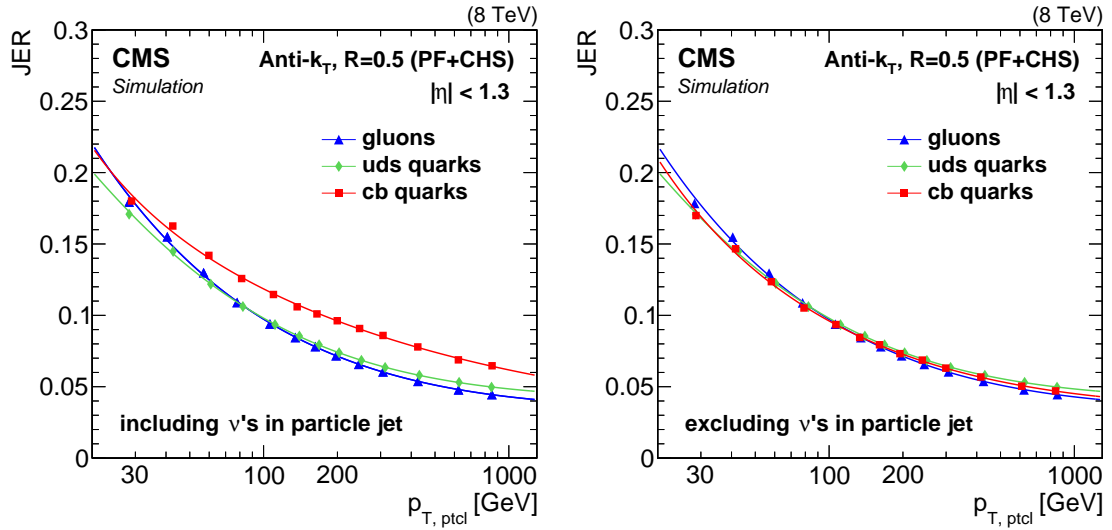 (8 TeV)
JER
0.3
0.25
0.2
0.15
0.1
0.05
0
CMS
Simulation
Anti-k_T, R=0.5 (PF+CHS)
|η| < 1.3
gluons
uds quarks
cb quarks
including ν's in particle jet
30 100 200 1000
p_T, ptcl [GeV]
(8 TeV)
JER
0.3
0.25
0.2
0.15
0.1
0.05
0
CMS
Simulation
Anti-k_T, R=0.5 (PF+CHS)
|η| < 1.3
gluons
uds quarks
cb quarks
excluding ν's in particle jet
30 100 200 1000
p_T, ptcl [GeV]